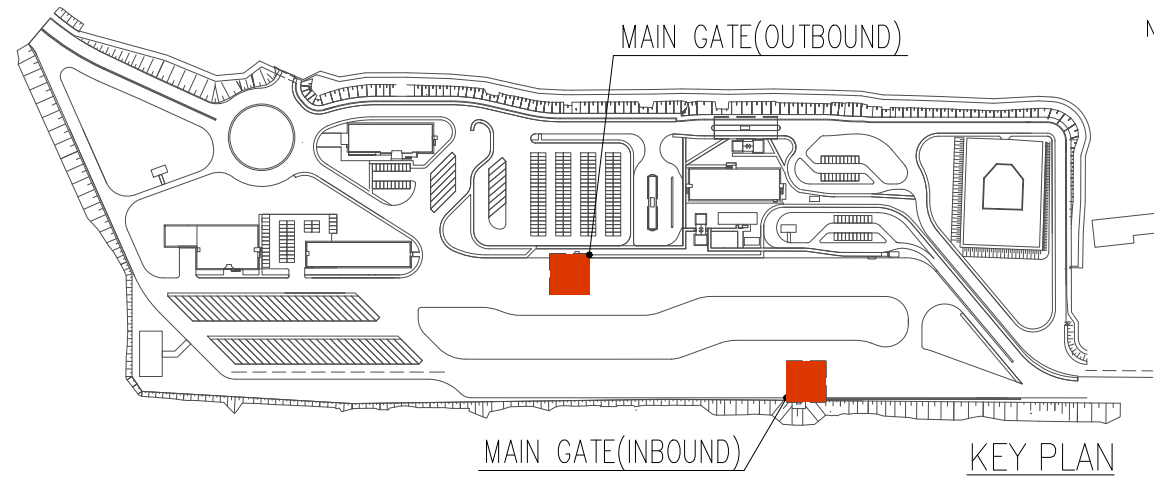 MAIN GATE(OUTBOUND)
N
MAIN GATE(INBOUND)
KEY PLAN